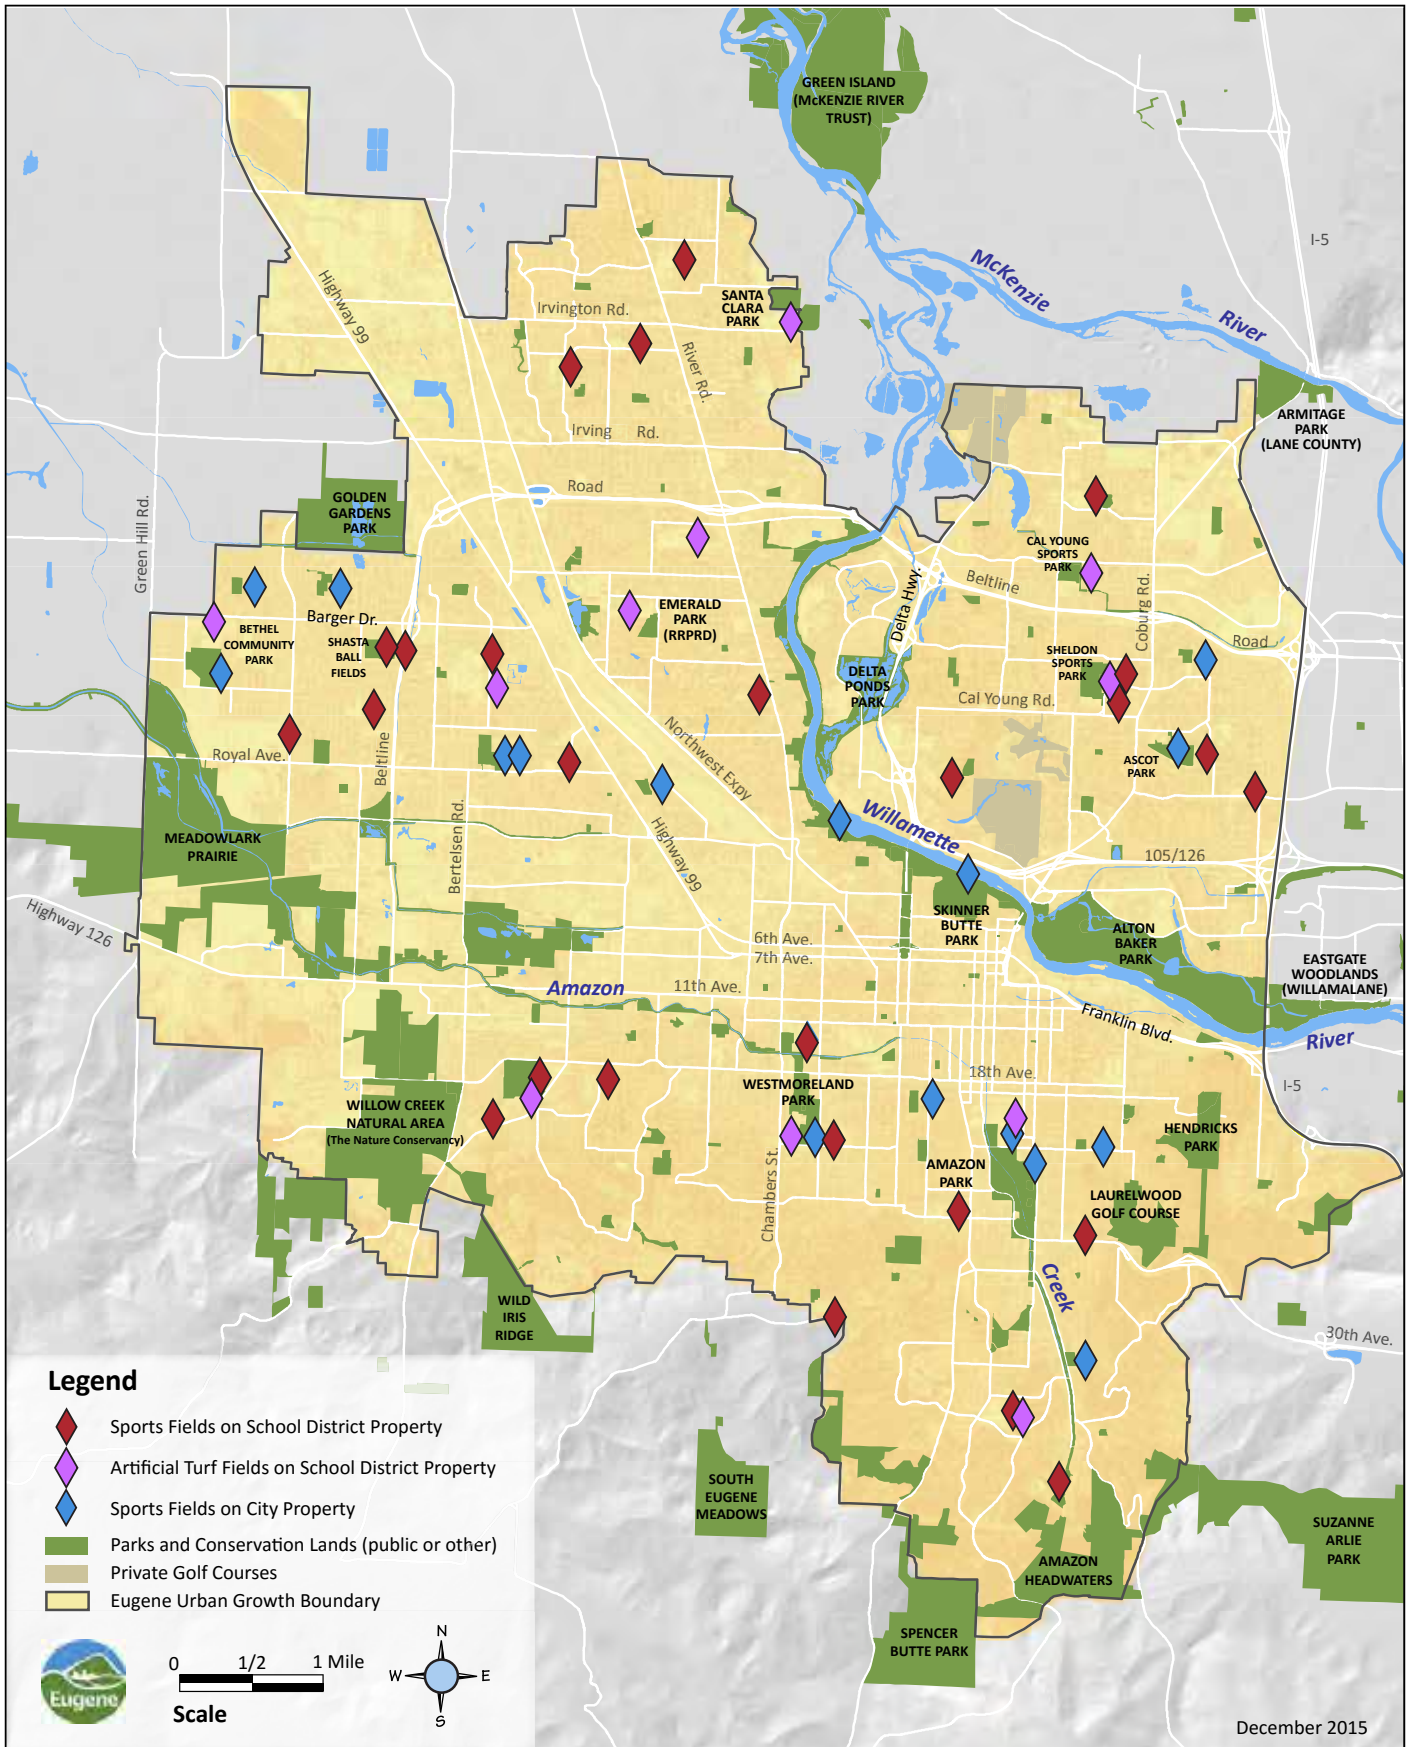 GREEN ISLAND
(McKENZIE RIVER
TRUST)
I-5
McKenzie
River
Highway 99
Irvington Rd.
SANTA
CLARA
PARK
River Rd.
Irving Rd.
ARMITAGE
PARK
(LANE COUNTY)
Road
GOLDEN
GARDENS
PARK
Green Hill Rd.
CAL YOUNG
SPORTS
PARK
Beltline
Coburg Rd.
Delta Hwy.
Barger Dr.
BETHEL
COMMUNITY
PARK
SHASTA
BALL
FIELDS
EMERALD
PARK
(RRPRD)
Road
SHELDON
SPORTS
PARK
DELTA
PONDS
PARK
Cal Young Rd.
Royal Ave.
Beltline
Northwest Expy
ASCOT
PARK
Willamette
MEADOWLARK
PRAIRIE
Bertelsen Rd.
Highway 99
105/126
Highway 126
SKINNER
BUTTE
PARK
ALTON
BAKER
PARK
6th Ave.
7th Ave.
EASTGATE
WOODLANDS
(WILLAMALANE)
Amazon
11th Ave.
Franklin Blvd.
River
18th Ave.
I-5
WESTMORELAND
PARK
WILLOW CREEK
NATURAL AREA
(The Nature Conservancy)
HENDRICKS
PARK
AMAZON
PARK
Chambers St.
LAURELWOOD
GOLF COURSE
Creek
WILD
IRIS
RIDGE
30th Ave.
SOUTH
EUGENE
MEADOWS
SUZANNE
ARLIE
PARK
AMAZON
HEADWATERS
SPENCER
BUTTE PARK
Legend
Sports Fields on School District Property
Artificial Turf Fields on School District Property
Sports Fields on City Property
Parks and Conservation Lands (public or other)
Private Golf Courses
Eugene Urban Growth Boundary
Eugene
0 1/2 1 Mile
Scale
N
W E
S
December 2015